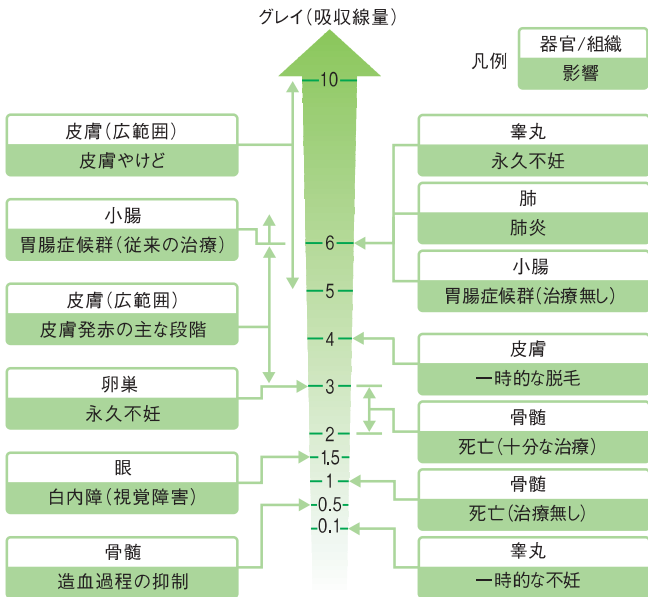 グレイ(吸収線量)
凡例
器官/組織
影響
10
6
5
4
3
2
1.5
1
0.5
0.1
皮膚(広範囲)
皮膚やけど
小腸
胃腸症候群(従来の治療)
皮膚(広範囲)
皮膚発赤の主な段階
卵巣
永久不妊
眼
白内障(視覚障害)
骨髄
造血過程の抑制
睾丸
永久不妊
肺
肺炎
小腸
胃腸症候群(治療無し)
皮膚
一時的な脱毛
骨髄
死亡(十分な治療)
骨髄
死亡(治療無し)
睾丸
一時的な不妊